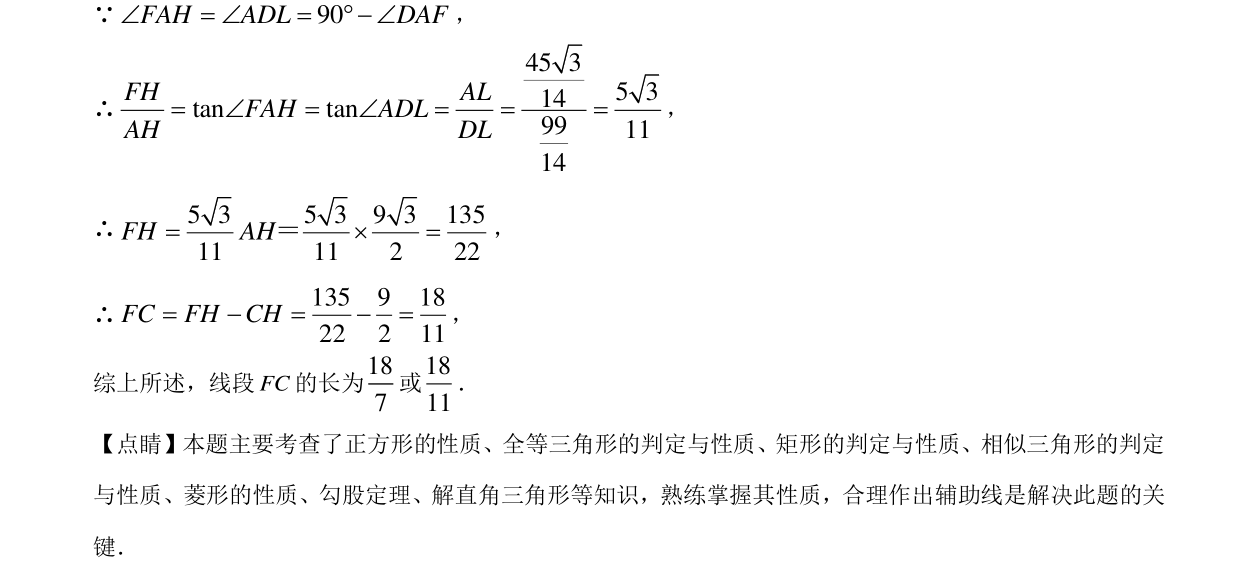 ∵ ∠FAH = ∠ADL = 90° − ∠DAF，
∴ FH/AH = tan∠FAH = tan∠ADL = AL/DL = (45√3/14)/(99/14) = 5√3/11，
∴ FH = 5√3/11 AH＝5√3/11 × 9√3/2 = 135/22，
∴ FC = FH − CH = 135/22 − 9/2 = 18/11，
综上所述，线段 FC 的长为 18/7 或 18/11．
【点睛】本题主要考查了正方形的性质、全等三角形的判定与性质、矩形的判定与性质、相似三角形的判定
与性质、菱形的性质、勾股定理、解直角三角形等知识，熟练掌握其性质，合理作出辅助线是解决此题的关
键．